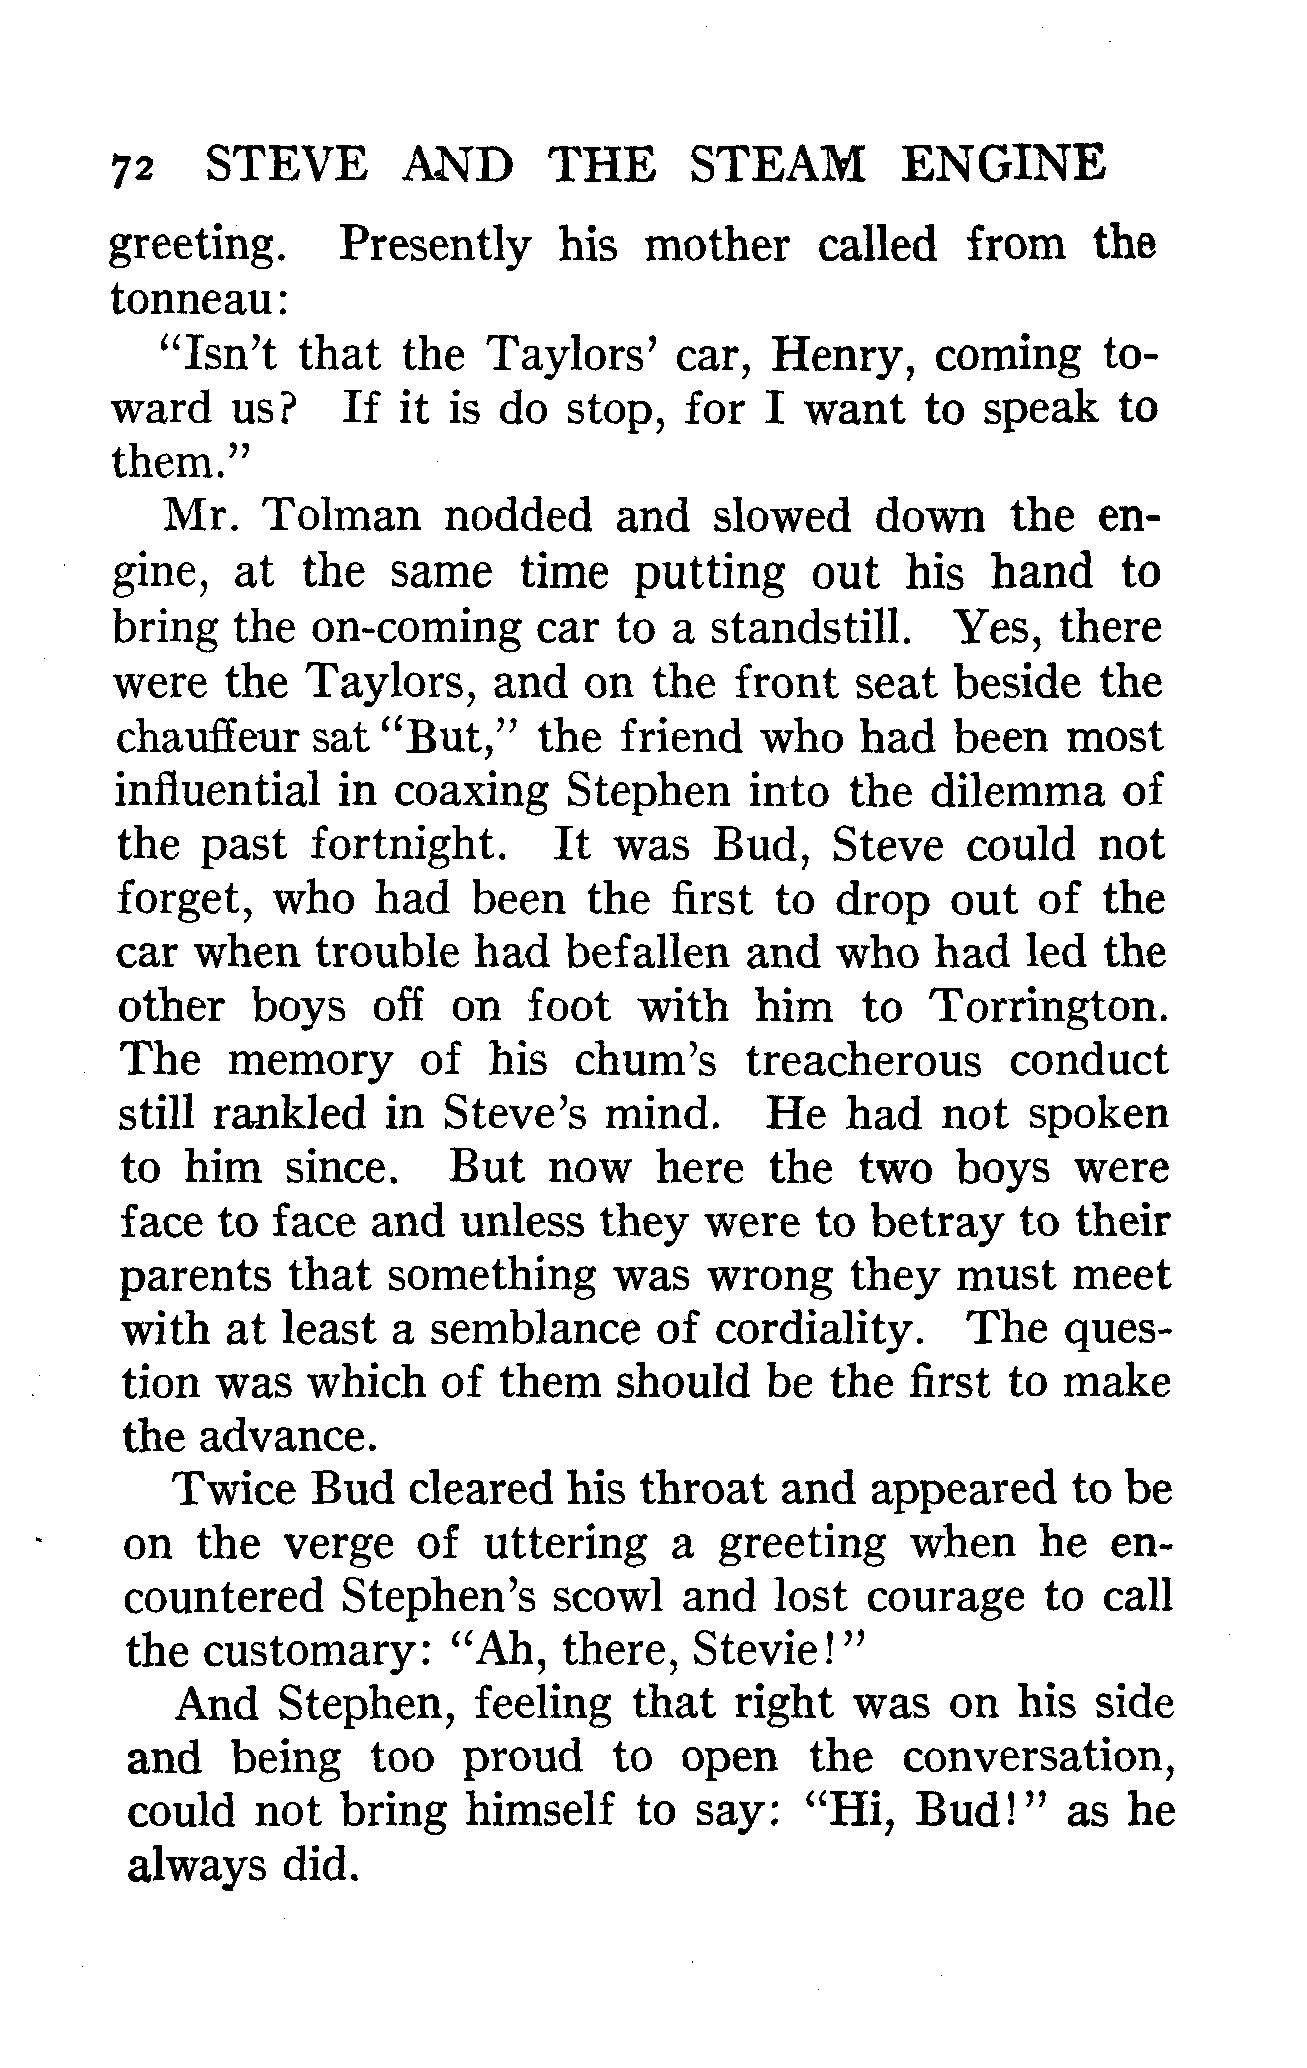 72 STEVE AND THE STEAM ENGINE
greeting. Presently his mother called from the
tonneau:
"Isn't that the Taylors' car, Henry, coming to-
ward us? If it is do stop, for I want to speak to
them."
Mr. Tolman nodded and slowed down the en-
gine, at the same time putting out his hand to
bring the on-coming car to a standstill. Yes, there
were the Taylors, and on the front seat beside the
chauffeur sat "But," the friend who had been most
influential in coaxing Stephen into the dilemma of
the past fortnight. It was Bud, Steve could not
forget, who had been the first to drop out of the
car when trouble had befallen and who had led the
other boys off on foot with him to Torrington.
The memory of his chum's treacherous conduct
still rankled in Steve's mind. He had not spoken
to him since. But now here the two boys were
face to face and unless they were to betray to their
parents that something was wrong they must meet
with at least a semblance of cordiality. The ques-
tion was which of them should be the first to make
the advance.
Twice Bud cleared his throat and appeared to be
on the verge of uttering a greeting when he en-
countered Stephen's scowl and lost courage to call
the customary: "Ah, there, Stevie!"
And Stephen, feeling that right was on his side
and being too proud to open the conversation,
could not bring himself to say: "Hi, Bud!" as he
always did.